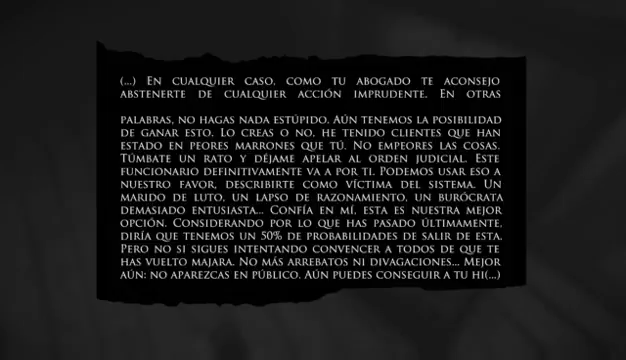 (...) En cualquier caso, como tu abogado te aconsejo
abstenerte de cualquier acción imprudente. En otras
palabras, no hagas nada estúpido. Aún tenemos la posibilidad
de ganar esto. Lo creas o no, he tenido clientes que han
estado en peores marrones que tú. No empeores las cosas.
Túmbate un rato y déjame apelar al orden judicial. Este
funcionario definitivamente va a por ti. Podemos usar eso a
nuestro favor, describirte como víctima del sistema. Un
marido de luto, un lapso de razonamiento, un burócrata
demasiado entusiasta... Confía en mí, esta es nuestra mejor
opción. Considerando por lo que has pasado últimamente,
diría que tenemos un 50% de probabilidades de salir de esta.
Pero no si sigues intentando convencer a todos de que te
has vuelto majara. No más arrebatos ni divagaciones... Mejor
aún: no aparezcas en público. Aún puedes conseguir a tu hi(...)